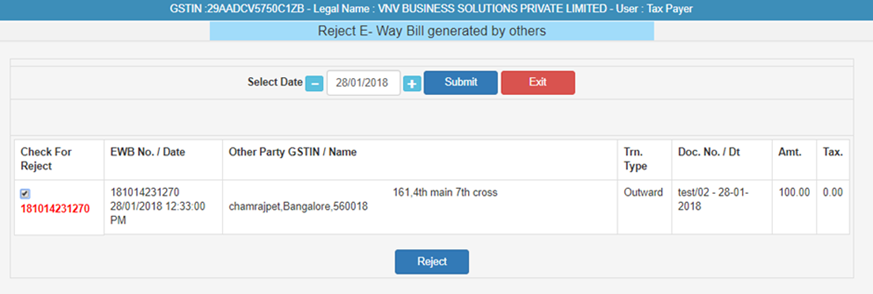 GSTIN :29AADCV5750C1ZB - Legal Name : VNV BUSINESS SOLUTIONS PRIVATE LIMITED - User : Tax Payer
Reject E- Way Bill generated by others
Select Date − 28/01/2018 + Submit Exit
Check For Reject
EWB No. / Date
Other Party GSTIN / Name
Trn. Type
Doc. No. / Dt
Amt.
Tax.
181014231270
181014231270
28/01/2018 12:33:00
PM
161,4th main 7th cross
chamrajpet,Bangalore,560018
Outward
test/02 - 28-01-
2018
100.00
0.00
Reject